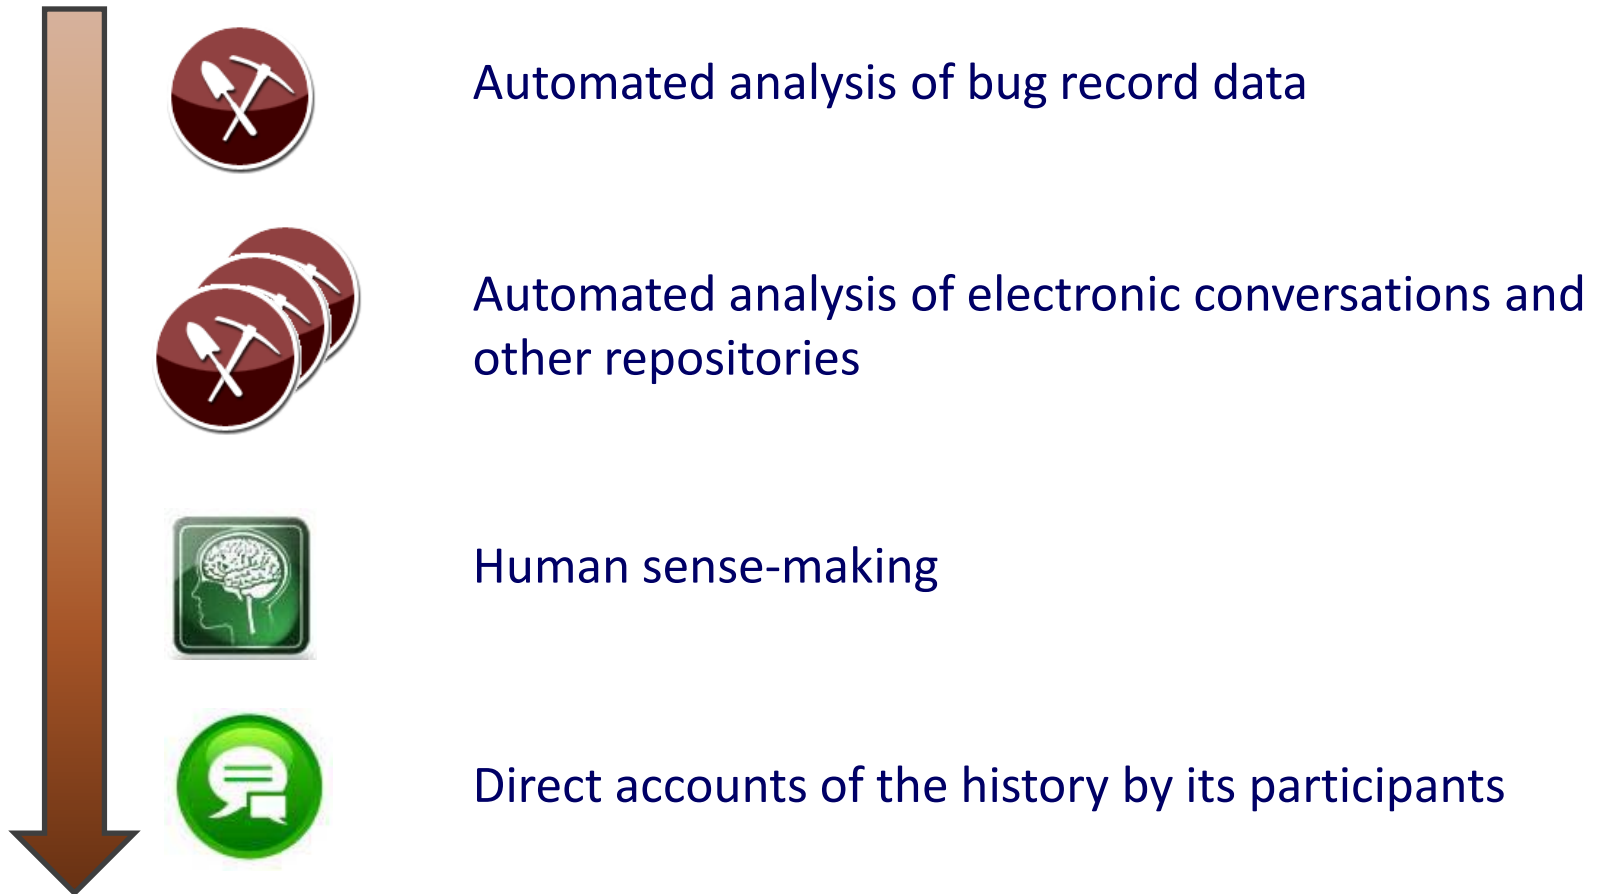 Automated analysis of bug record data
Automated analysis of electronic conversations and
other repositories
Human sense-making
Direct accounts of the history by its participants